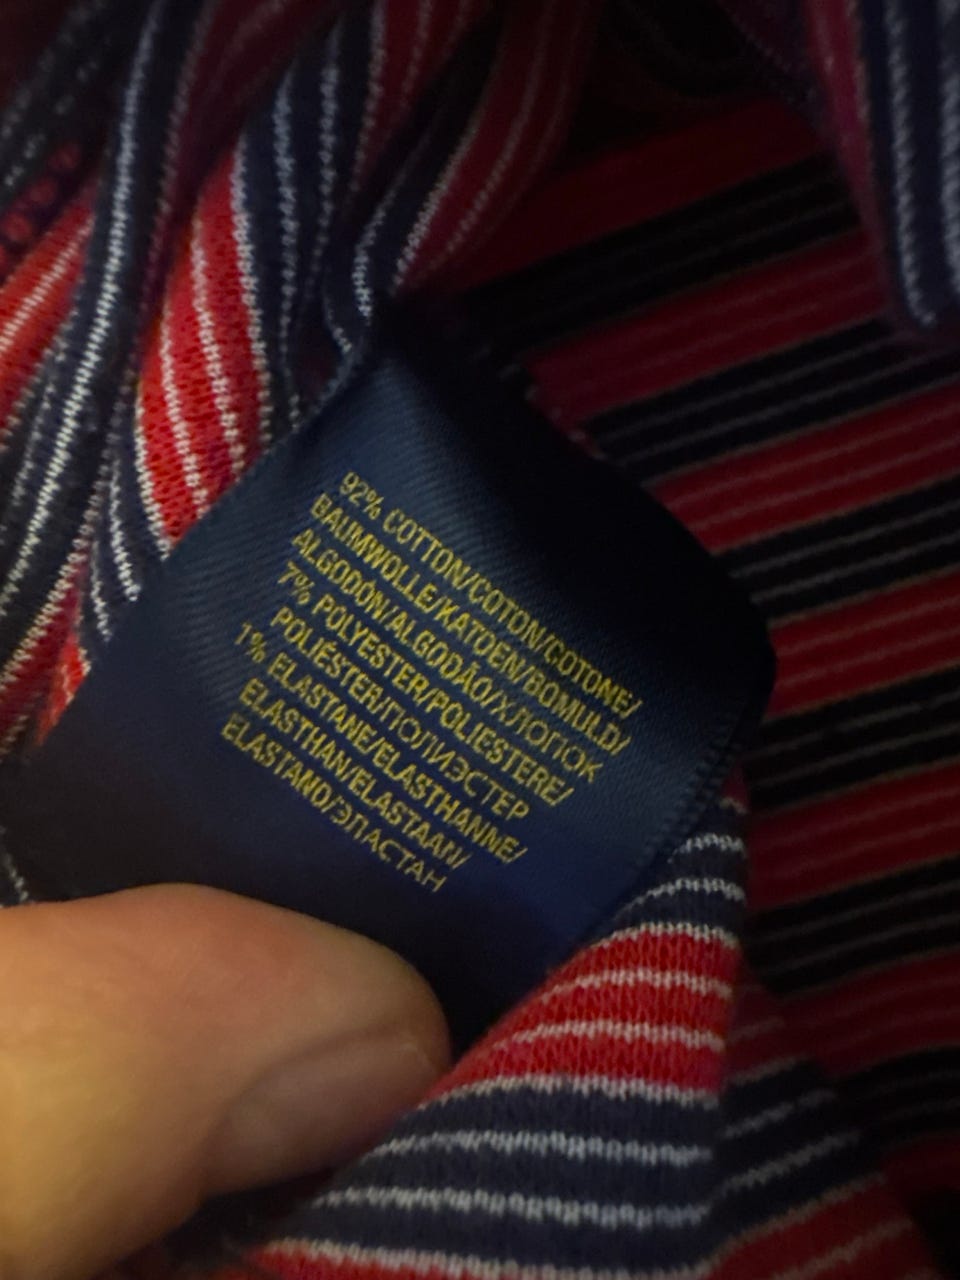 92% COTTON/COTON/COTONE/
BAUMWOLLE/KATOEN/BOMULD/
ALGODÓN/ALGODÃO/ХЛОПОК
7% POLYESTER/POLIESTERE/
POLIÉSTER/ПОЛИЭСТЕР
1% ELASTANE/ELASTHANNE/
ELASTHAN/ELASTAAN/
ELASTANO/ЭЛАСТАН